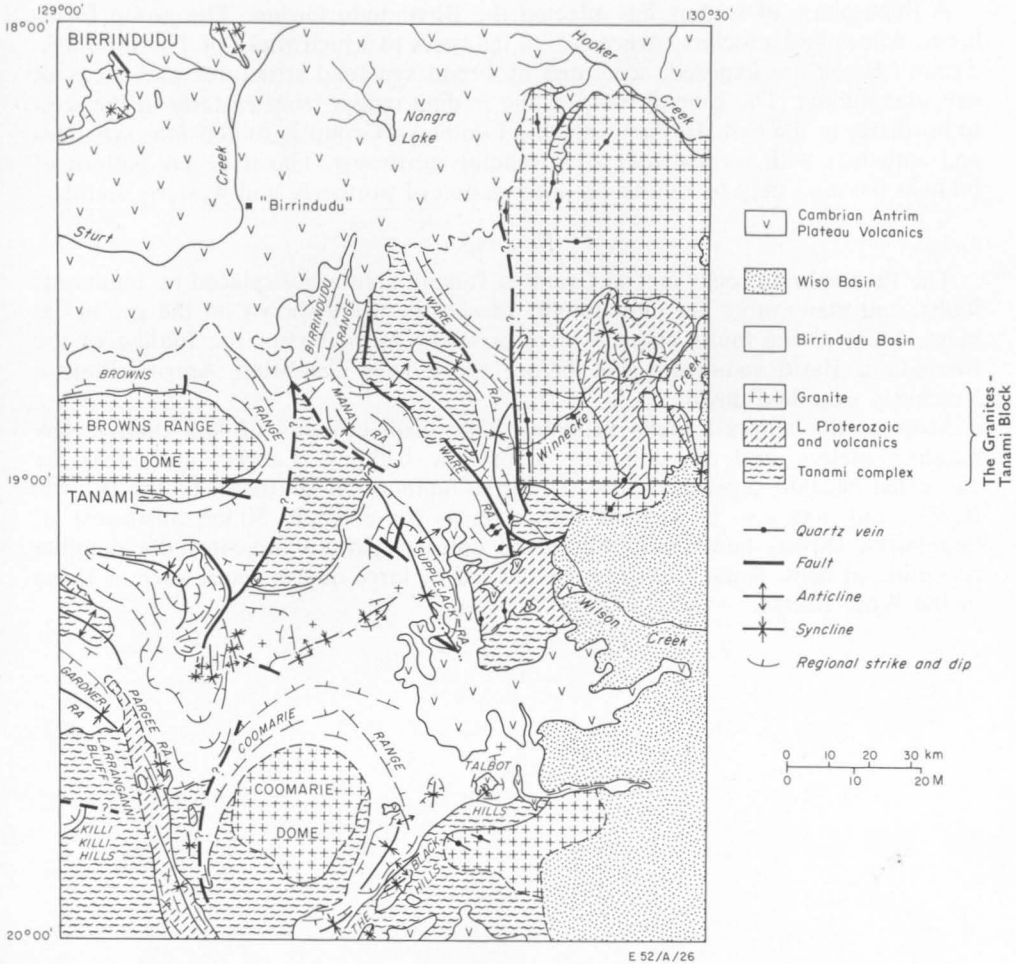 129°00'
130°30'
18°00'
BIRRINDUDU
Hooker
Creek
Nongra
Lake
Creek
"Birrindudu"
Sturt
BIRRINDUDU
RANGE
WARE
RA
BROWNS
RANGE
BROWNS RANGE
DOME
MANA
RA
WARE
RA
Winnecke
Creek
19°00'
TANAMI
SUPPLEJACK
RA
Wilson
Creek
GARDNER
RA
PARGEE RA
LARRANGANNI
BLUFF
KILLI
KILLI
HILLS
COOMARIE
RANGE
COOMARIE
DOME
TALBOT
HILLS
THE
BLACK
HILLS
20°00'
E 52/A/26
Cambrian Antrim
Plateau Volcanics
Wiso Basin
Birrindudu Basin
Granite
L Proterozoic
and volcanics
Tanami complex
The Granites -
Tanami Block
Quartz vein
Fault
Anticline
Syncline
Regional strike and dip
0 10 20 30 km
0 10 20 M